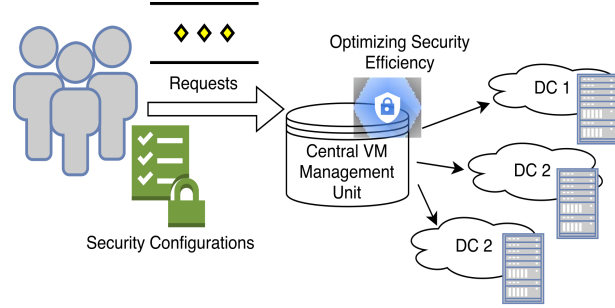 Requests
Security Configurations
Optimizing Security
Efficiency
Central VM
Management
Unit
DC 1
DC 2
DC 2